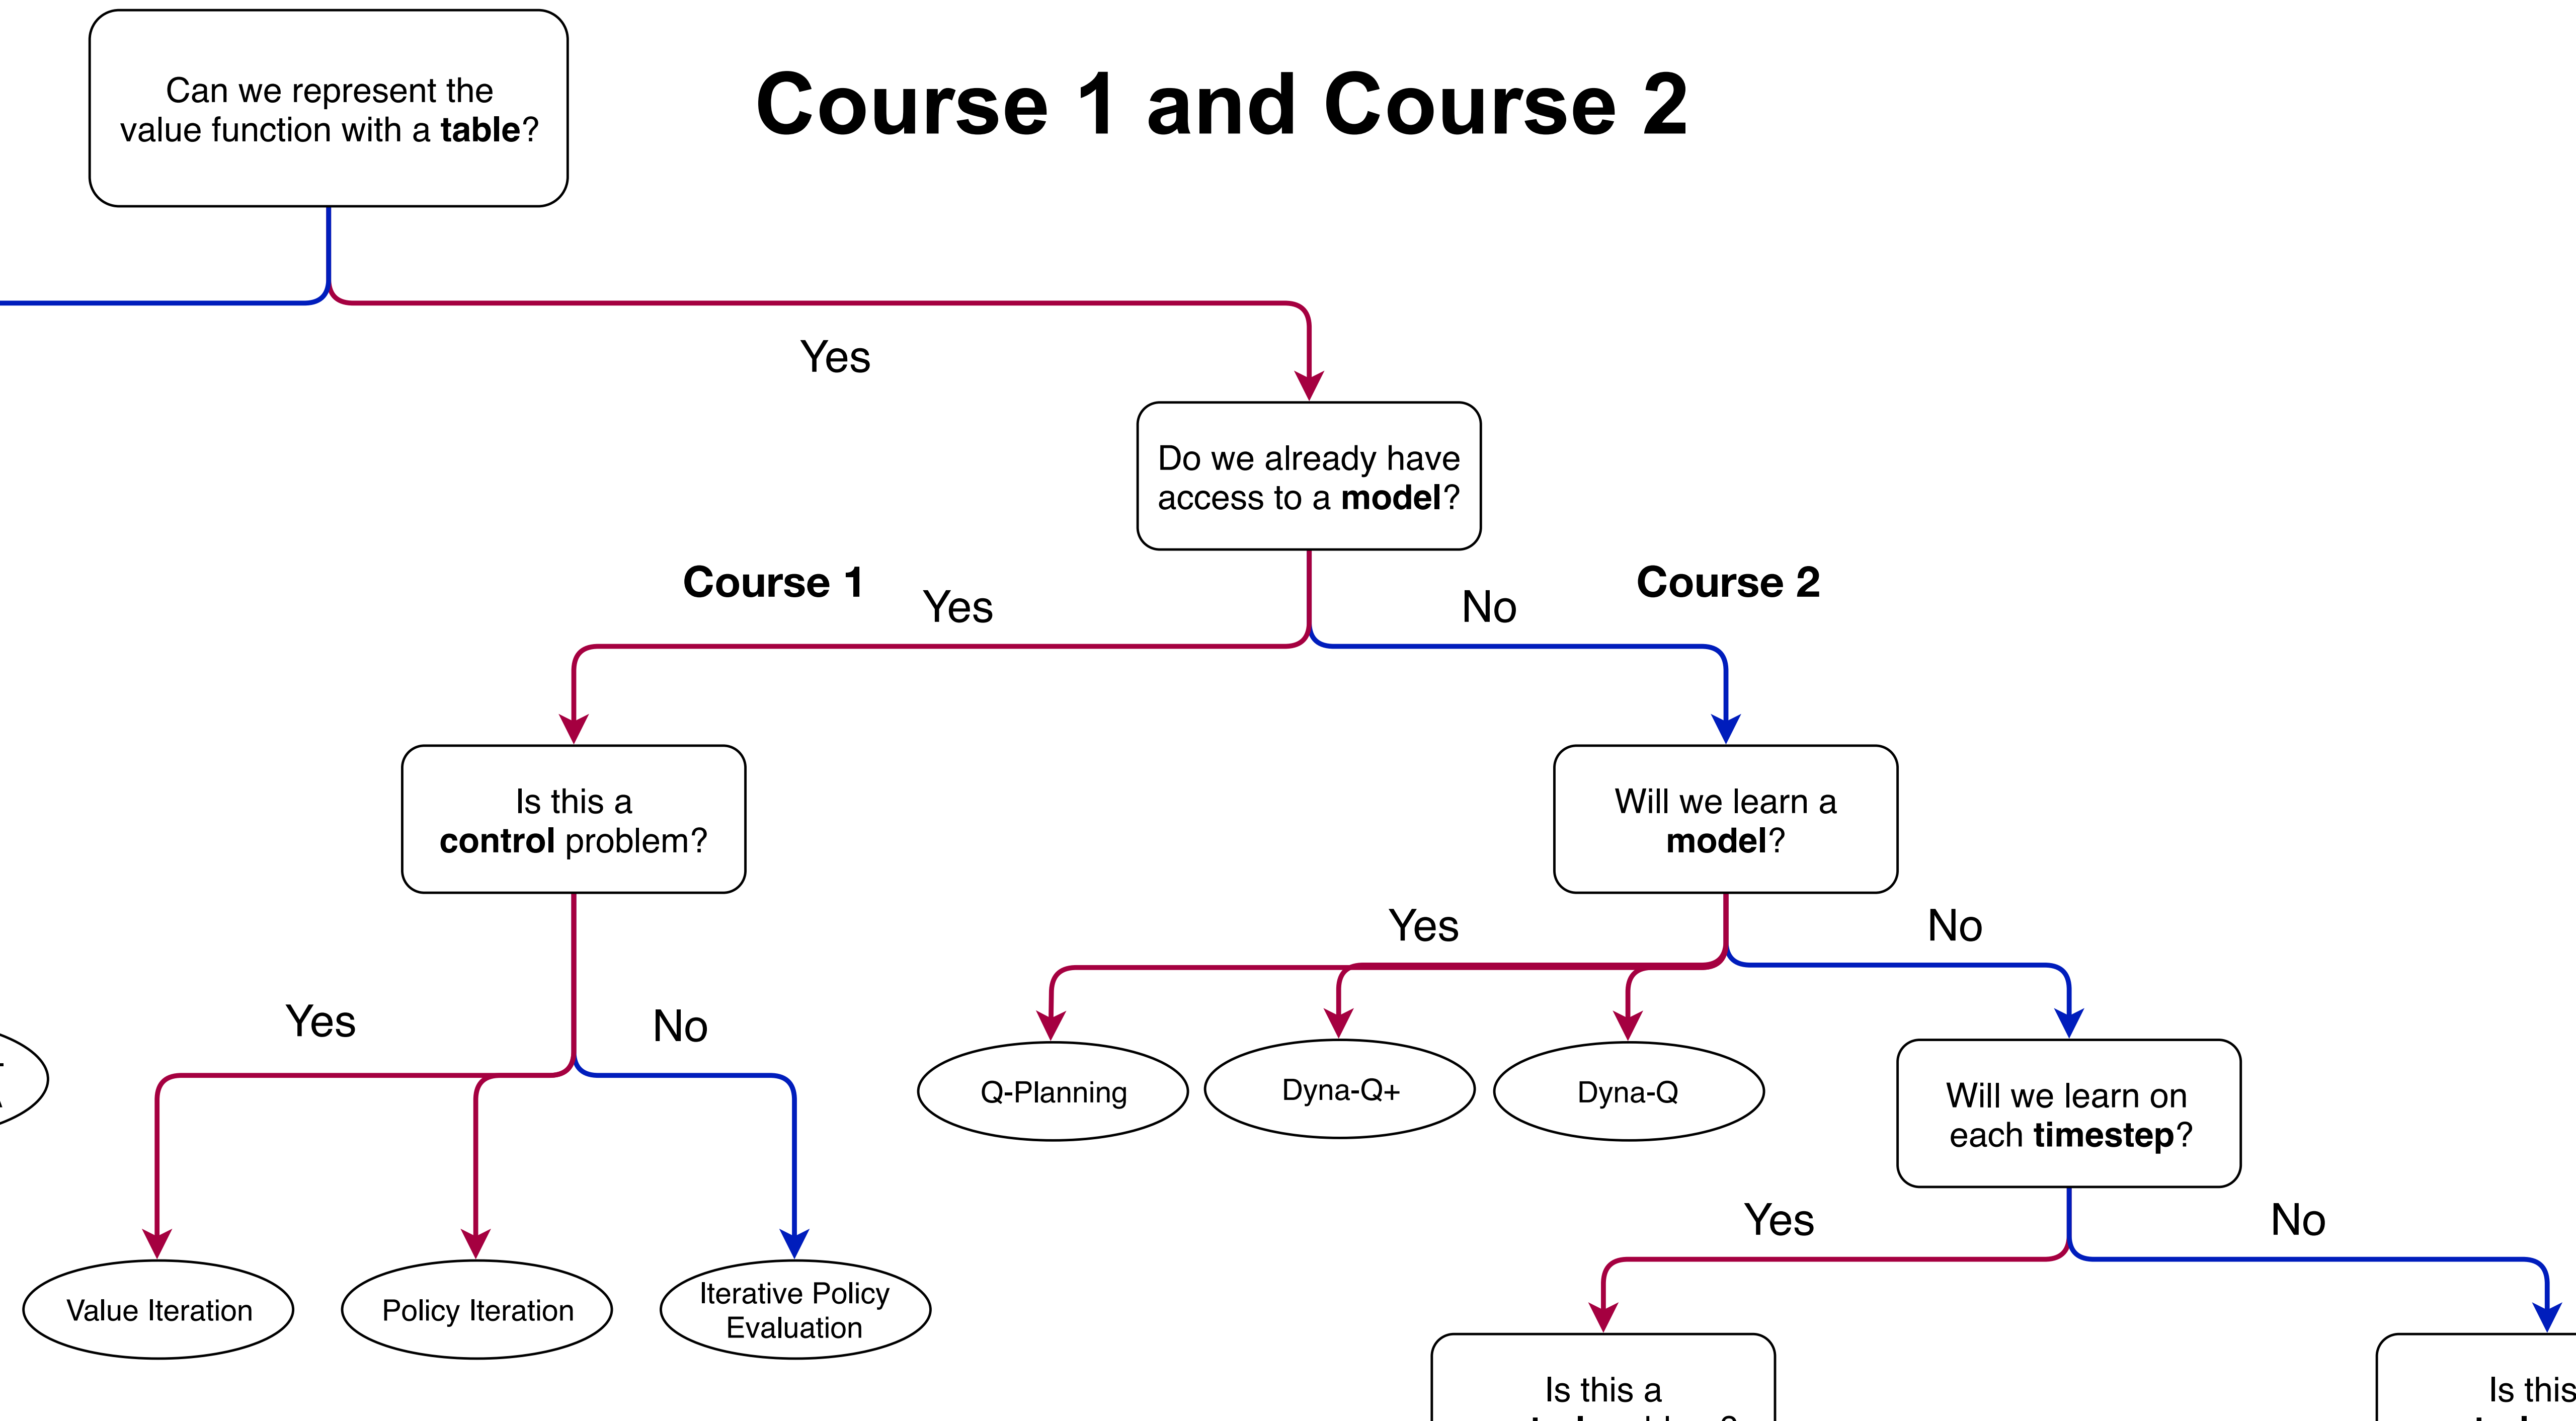 Can we represent the
value function with a table?
Course 1 and Course 2
Yes
Do we already have
access to a model?
Course 1
Yes
No
Course 2
Is this a
control problem?
Will we learn a
model?
Yes
No
Yes
No
Q-Planning
Dyna-Q+
Dyna-Q
Will we learn on
each timestep?
Yes
No
Value Iteration
Policy Iteration
Iterative Policy
Evaluation
Is this a
Is this